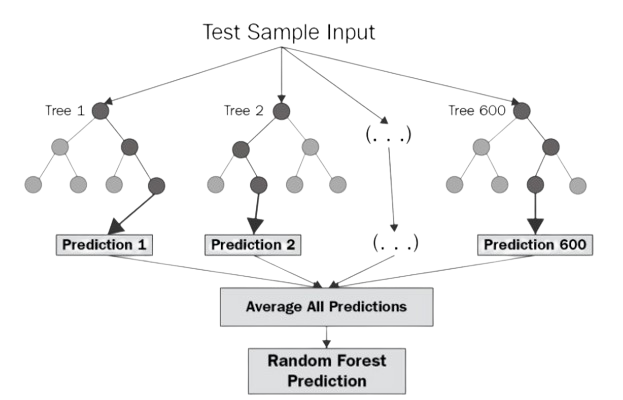 Test Sample Input
Tree 1
Tree 2
Tree 600
(. . .)
Prediction 1
Prediction 2
(. . .)
Prediction 600
Average All Predictions
Random Forest
Prediction